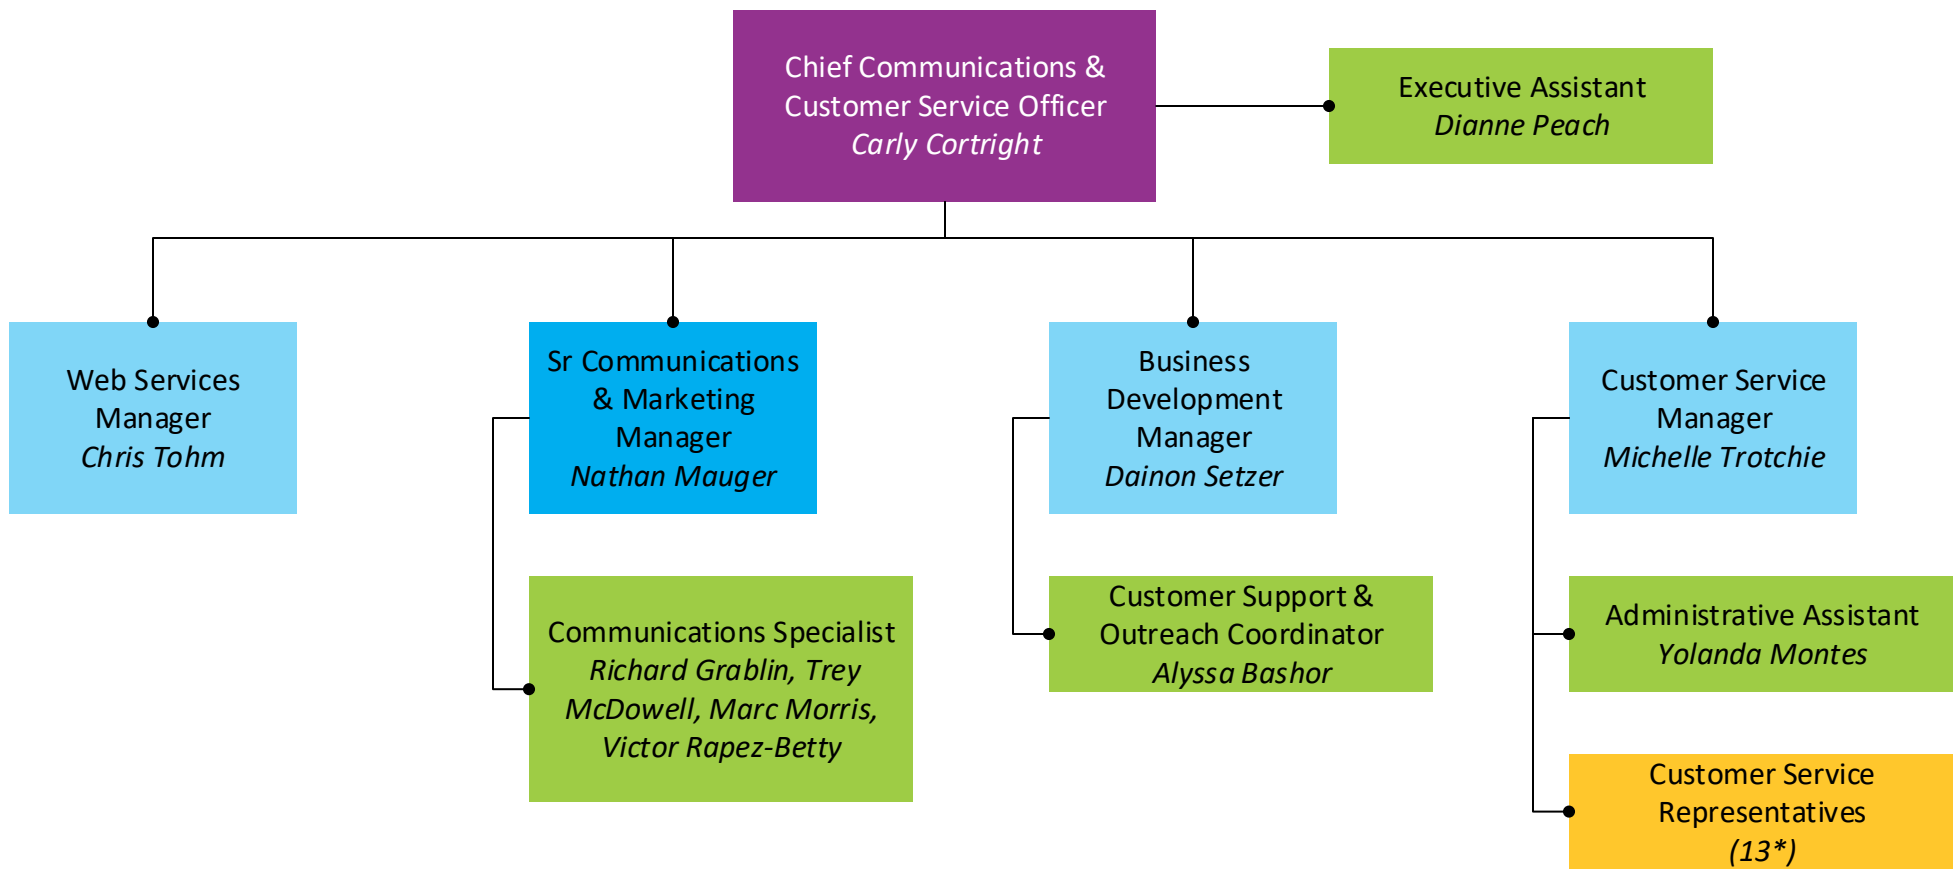 Chief Communications &
Customer Service Officer
Carly Cortright
Executive Assistant
Dianne Peach
Web Services
Manager
Chris Tohm
Sr Communications
& Marketing
Manager
Nathan Mauger
Business
Development
Manager
Dainon Setzer
Customer Service
Manager
Michelle Trotchie
Communications Specialist
Richard Grablin, Trey
McDowell, Marc Morris,
Victor Rapez-Betty
Customer Support &
Outreach Coordinator
Alyssa Bashor
Administrative Assistant
Yolanda Montes
Customer Service
Representatives
(13*)